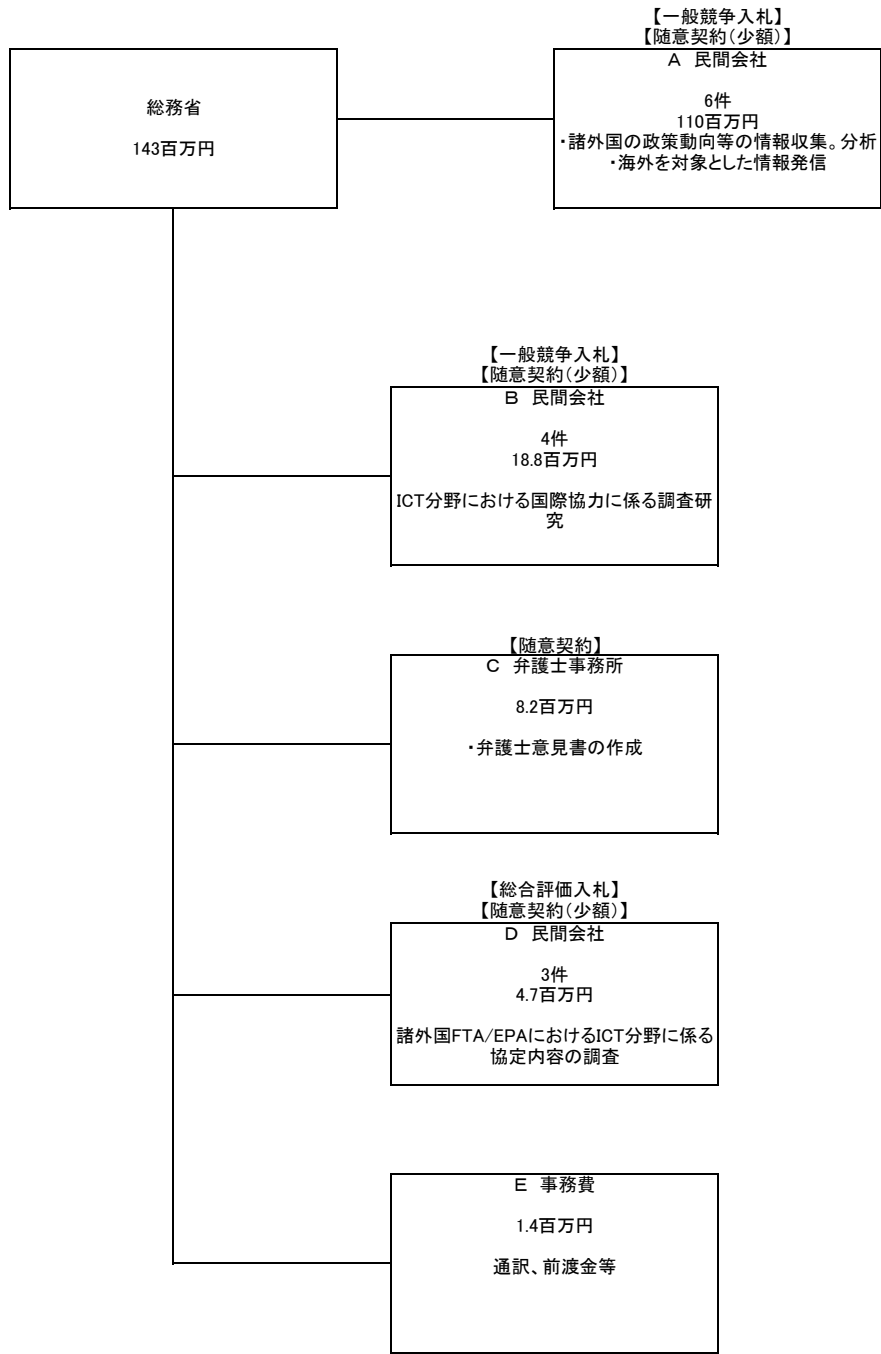 【一般競争入札】
【随意契約(少額)】
総務省
143百万円
A　民間会社
6件
110百万円
・諸外国の政策動向等の情報収集。分析
・海外を対象とした情報発信
【一般競争入札】
【随意契約(少額)】
B　民間会社
4件
18.8百万円
ICT分野における国際協力に係る調査研
究
【随意契約】
C　弁護士事務所
8.2百万円
・弁護士意見書の作成
【総合評価入札】
【随意契約(少額)】
D　民間会社
3件
4.7百万円
諸外国FTA/EPAにおけるICT分野に係る
協定内容の調査
E　事務費
1.4百万円
通訳、前渡金等